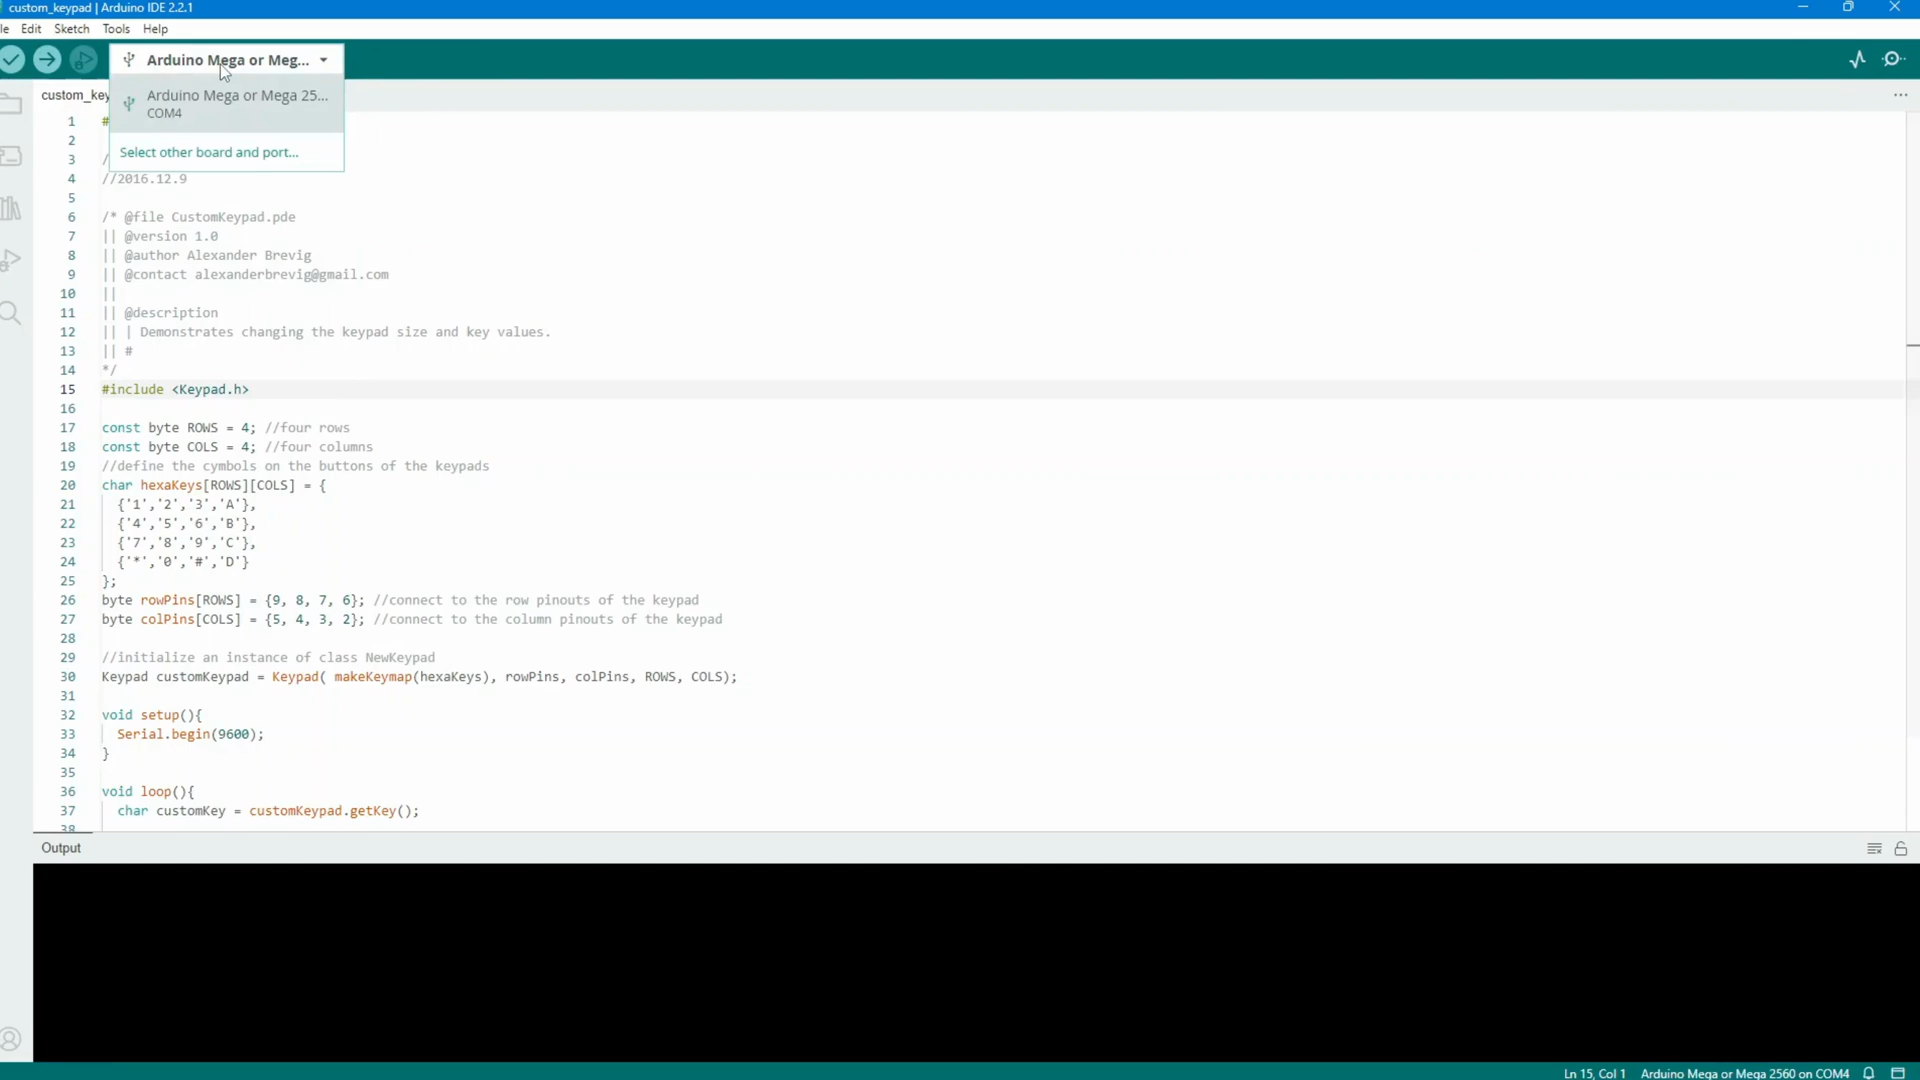 custom_keypad | Arduino IDE 2.2.1
le Edit Sketch Tools Help
Arduino Mega or Meg...
custom_key
Arduino Mega or Mega 25...
COM4
Select other board and port...
1 #
2
3 /
4 //2016.12.9
5
6 /* @file CustomKeypad.pde
7 || @version 1.0
8 || @author Alexander Brevig
9 || @contact alexanderbrevig@gmail.com
10 ||
11 || @description
12 || | Demonstrates changing the keypad size and key values.
13 || #
14 */
15 #include <Keypad.h>
16
17 const byte ROWS = 4; //four rows
18 const byte COLS = 4; //four columns
19 //define the cymbols on the buttons of the keypads
20 char hexaKeys[ROWS][COLS] = {
21 {'1','2','3','A'},
22 {'4','5','6','B'},
23 {'7','8','9','C'},
24 {'*','0','#','D'}
25 };
26 byte rowPins[ROWS] = {9, 8, 7, 6}; //connect to the row pinouts of the keypad
27 byte colPins[COLS] = {5, 4, 3, 2}; //connect to the column pinouts of the keypad
28
29 //initialize an instance of class NewKeypad
30 Keypad customKeypad = Keypad( makeKeymap(hexaKeys), rowPins, colPins, ROWS, COLS);
31
32 void setup(){
33 Serial.begin(9600);
34 }
35
36 void loop(){
37 char customKey = customKeypad.getKey();
38
Output
Ln 15, Col 1 Arduino Mega or Mega 2560 on COM4